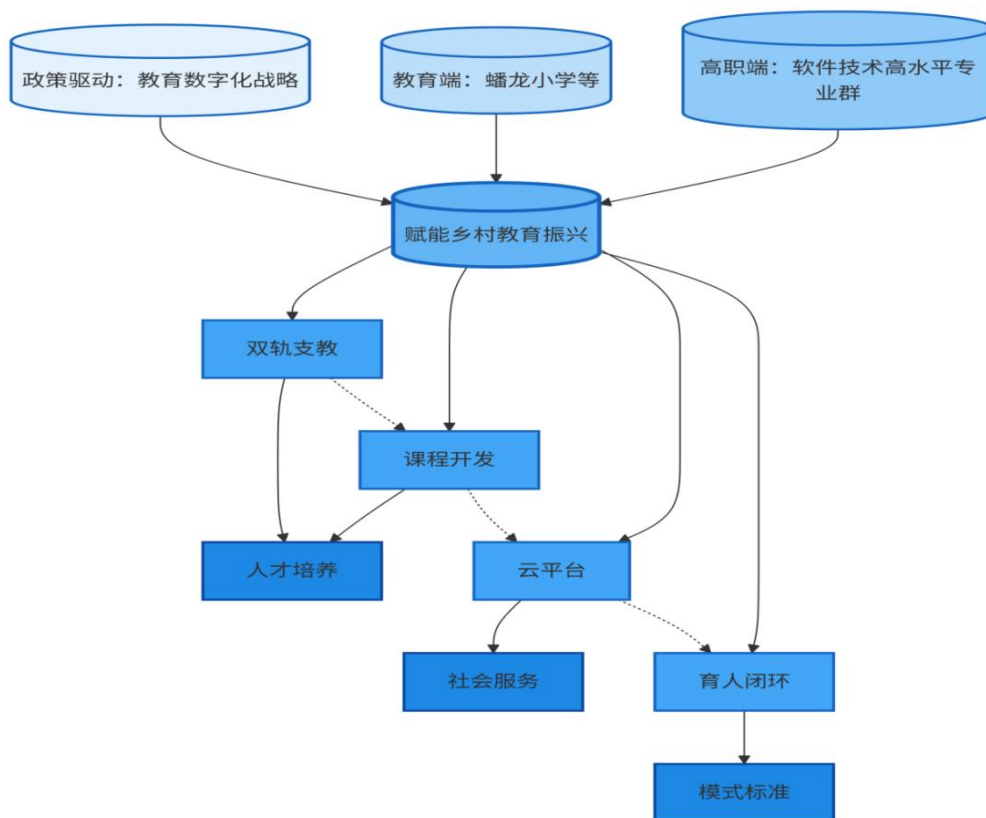 政策驱动：教育数字化战略
教育端：蟠龙小学等
高职端：软件技术高水平专
业群
赋能乡村教育振兴
双轨支教
课程开发
人才培养
云平台
社会服务
育人闭环
模式标准